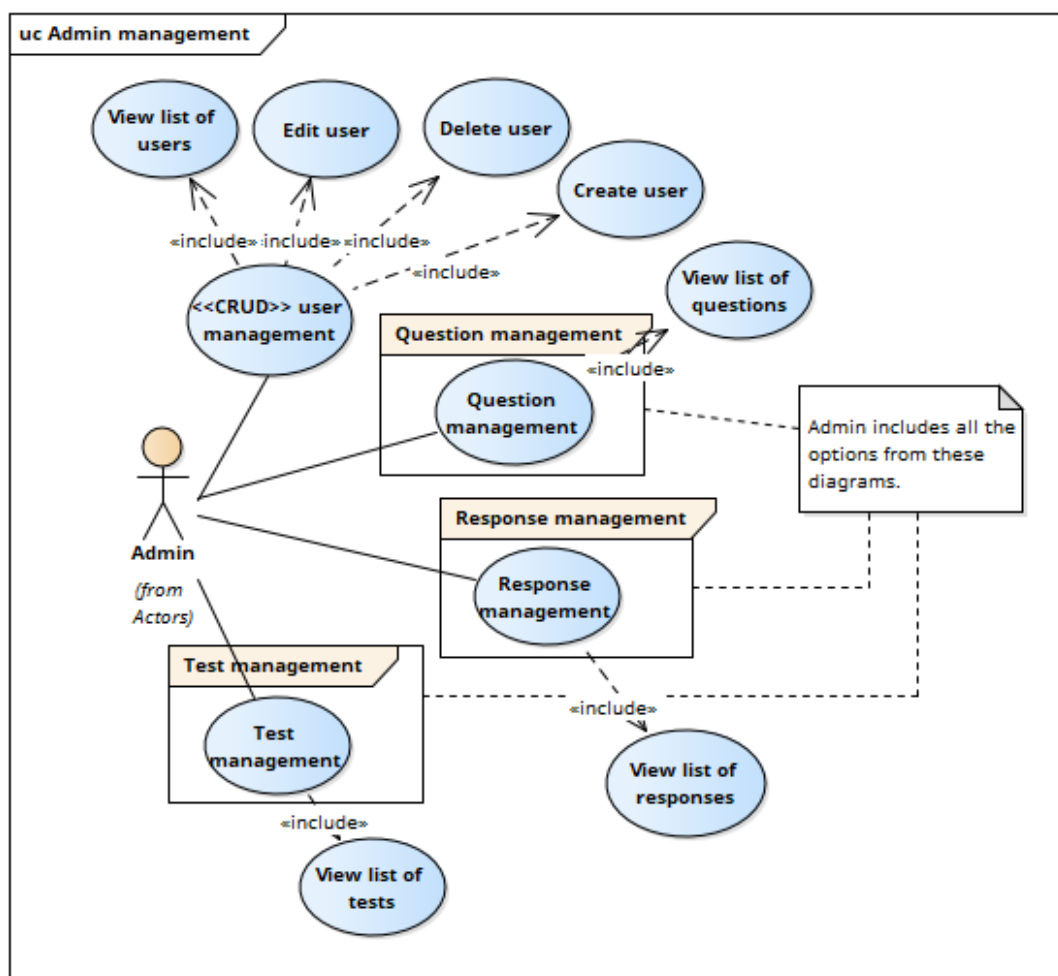 uc Admin management
View list of
users
Edit user
Delete user
Create user
«include»
:include»
«include»
«include»
View list of
questions
<<CRUD>> user
management
Question management
«include»
Question
management
Admin includes all the
options from these
diagrams.
Admin
(from
Actors)
Response management
Response
management
Test management
«include»
Test
management
View list of
responses
«include»
View list of
tests